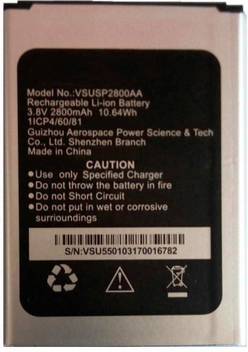 Model No.:VSUSP2800AA
Rechargeable Li-ion Battery
3.8V 2800mAh 10.64Wh
1ICP4/60/81
Guizhou Aerospace Power Science & Tech
Co., Ltd. Shenzhen Branch
Made In China
CAUTION
● Use only Specified Charger
● Do not throw the battery in fire
● Do not Short Circuit
● Do not put in wet or corrosive
surroundings
S/N:VSU550103170016782